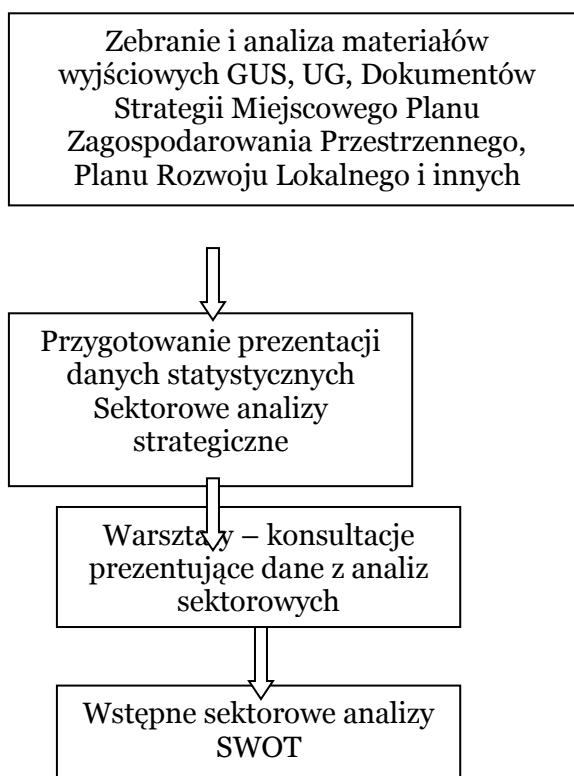 Zebranie i analiza materiałów
wyjściowych GUS, UG, Dokumentów
Strategii Miejscowego Planu
Zagospodarowania Przestrzennego,
Planu Rozwoju Lokalnego i innych
Przygotowanie prezentacji
danych statystycznych
Sektorowe analizy
strategiczne
Warsztaty – konsultacje
prezentujące dane z analiz
sektorowych
Wstępne sektorowe analizy
SWOT